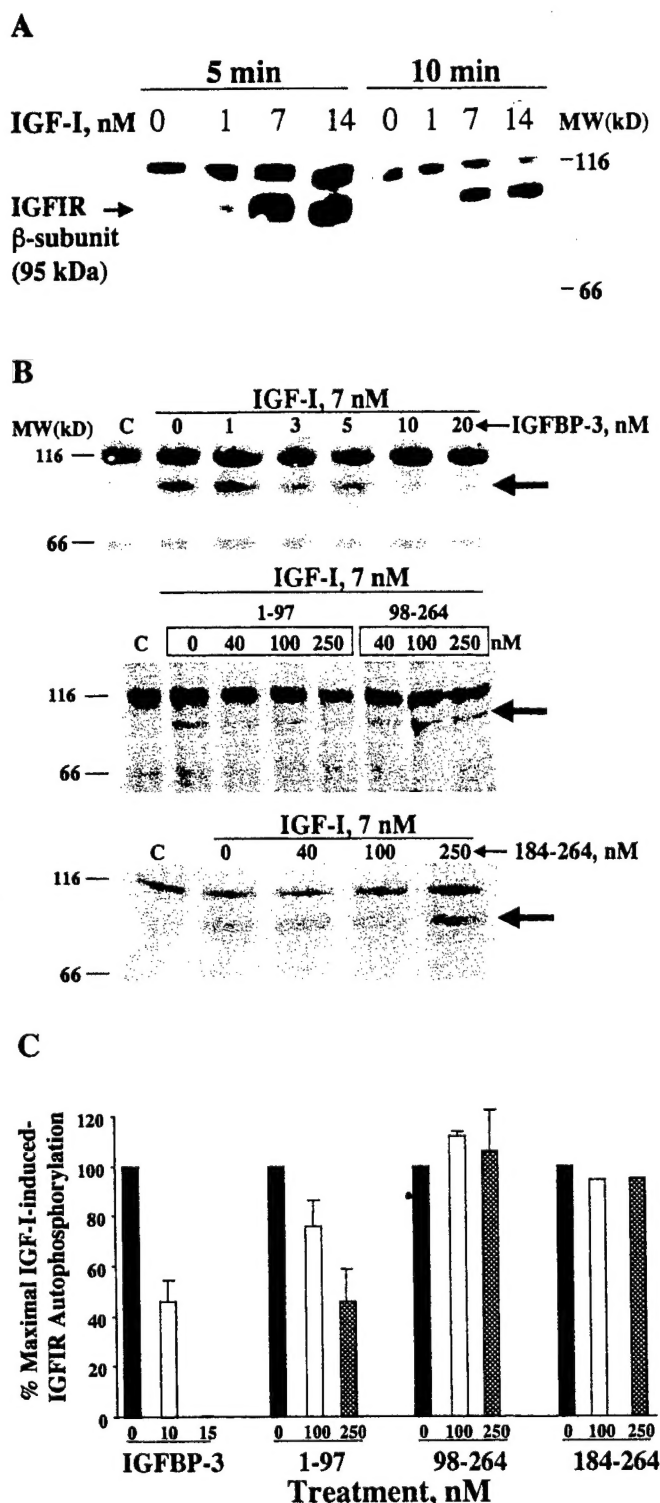 A
5 min 10 min
IGF-I, nM 0 1 7 14 0 1 7 14 MW(kD)
-116
IGFIR →
β-subunit
(95 kDa)
-66
B
IGF-I, 7 nM
MW(kD) C 0 1 3 5 10 20 ← IGFBP-3, nM
116 —
66 —
IGF-I, 7 nM
1-97 98-264
C 0 40 100 250 40 100 250 nM
116 —
66 —
IGF-I, 7 nM
C 0 40 100 250 ← 184-264, nM
116 —
66 —
C
% Maximal IGF-I-induced-
IGFIR Autophosphorylation
120
100
80
60
40
20
0
0 10 15 0 100 250 0 100 250 0 100 250
IGFBP-3 1-97 98-264 184-264
Treatment, nM